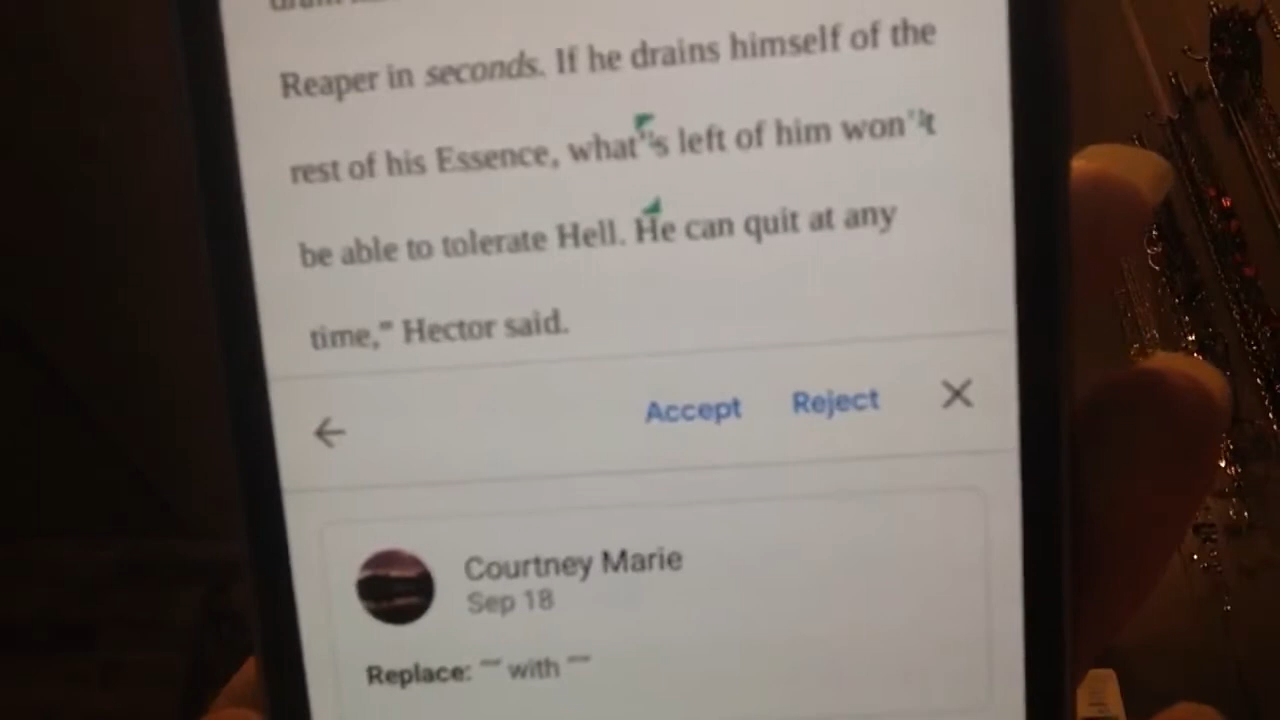 Reaper in seconds. If he drains himself of the
rest of his Essence, what''s left of him won''t
be able to tolerate Hell. He can quit at any
time,” Hector said.
Accept Reject
Courtney Marie
Sep 18
Replace: "'" with "'"